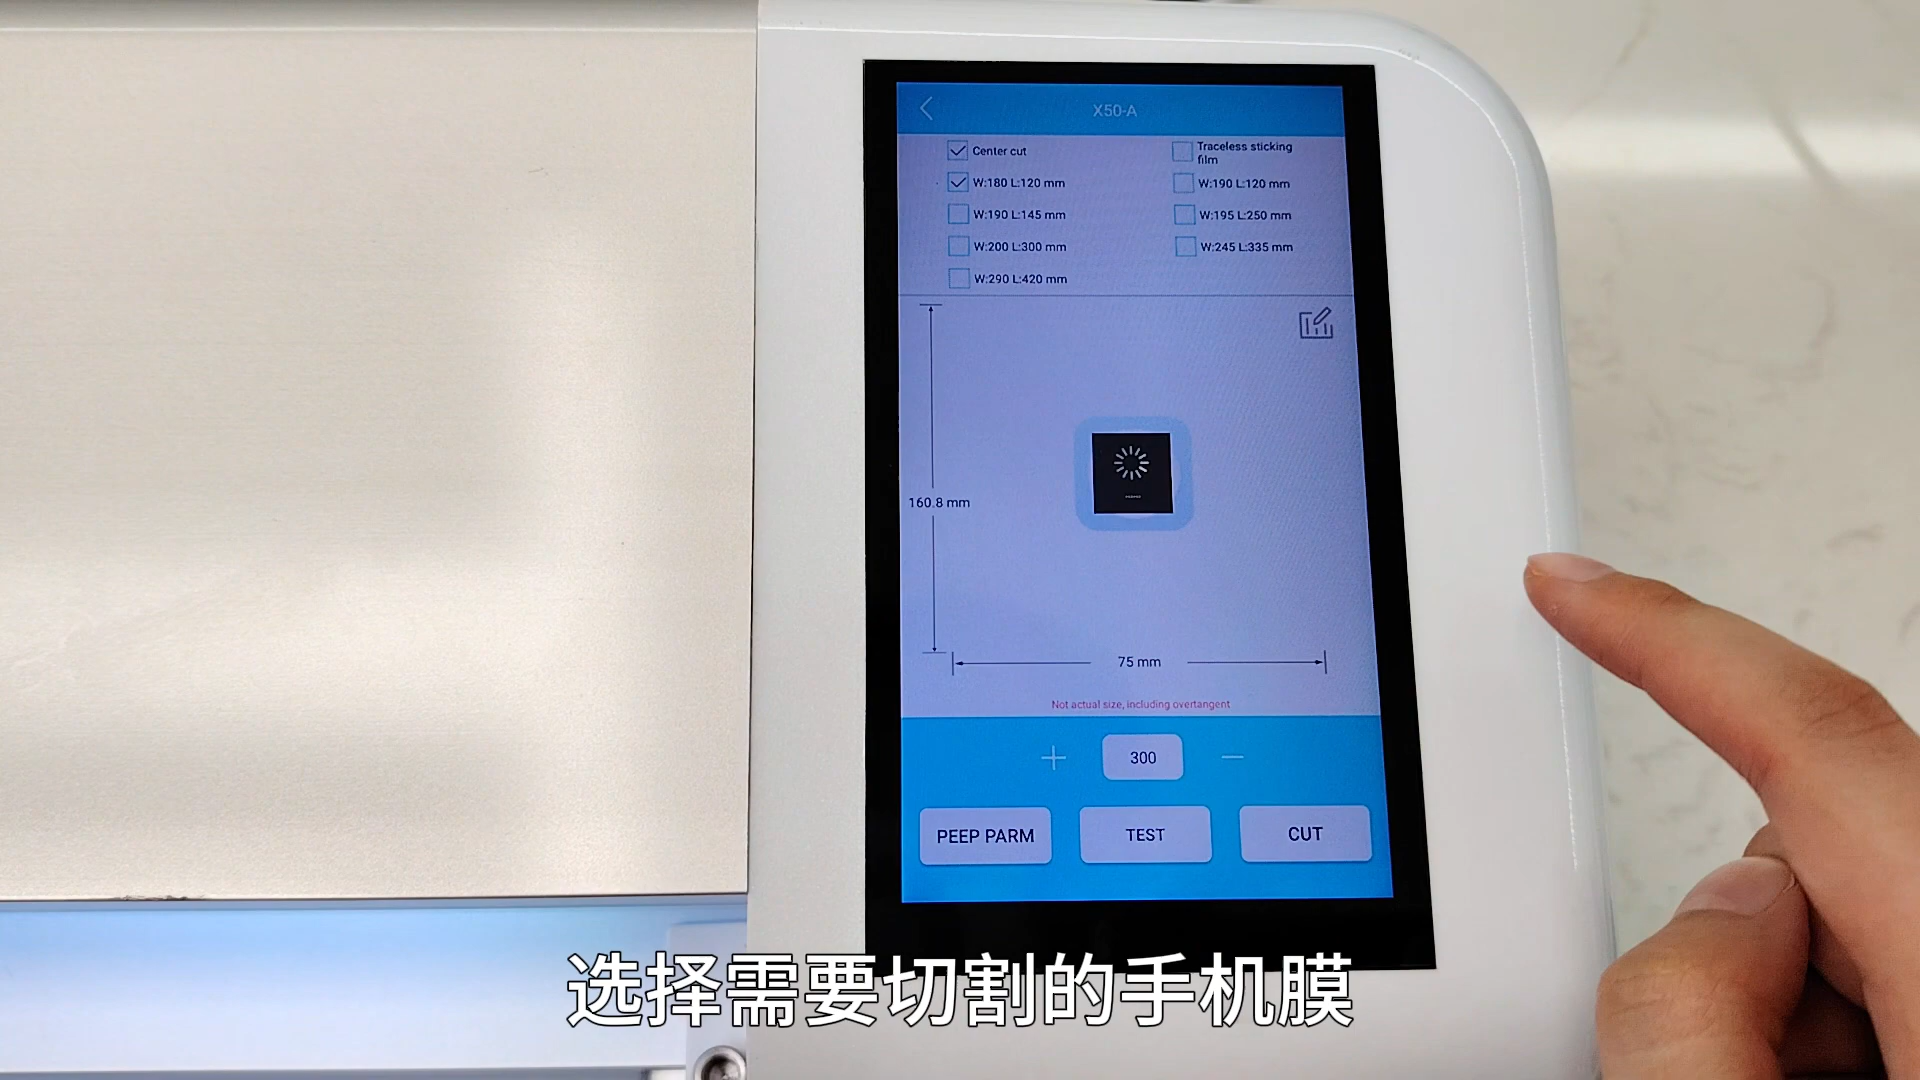 X50-A
Center cut
Traceless sticking
film
W:180 L:120 mm
W:190 L:120 mm
W:190 L:145 mm
W:195 L:250 mm
W:200 L:300 mm
W:245 L:335 mm
W:290 L:420 mm
160.8 mm
75 mm
Not actual size, including overtangent
300
PEEP PARM
TEST
CUT
选择需要切割的手机膜